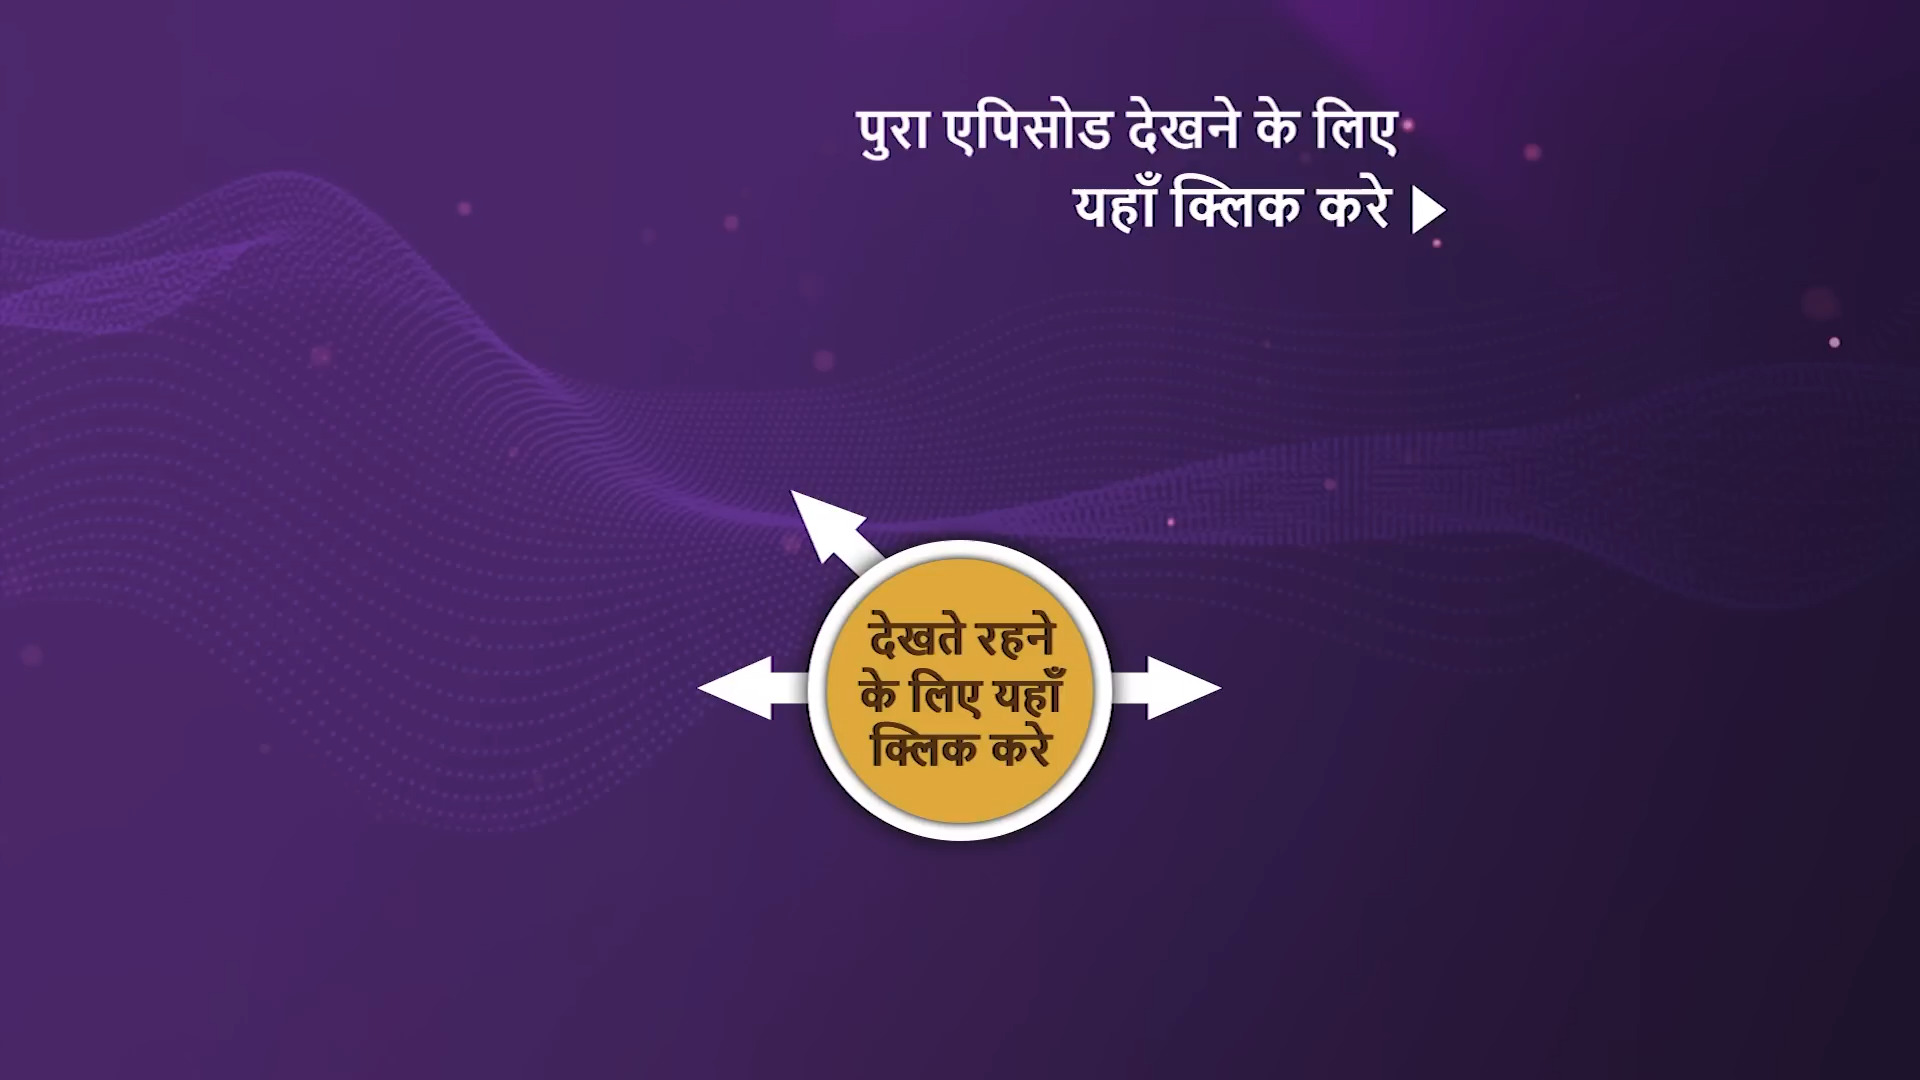 पुरा एपिसोड देखने के लिए
यहाँ क्लिक करे
देखते रहने
के लिए यहाँ
क्लिक करे